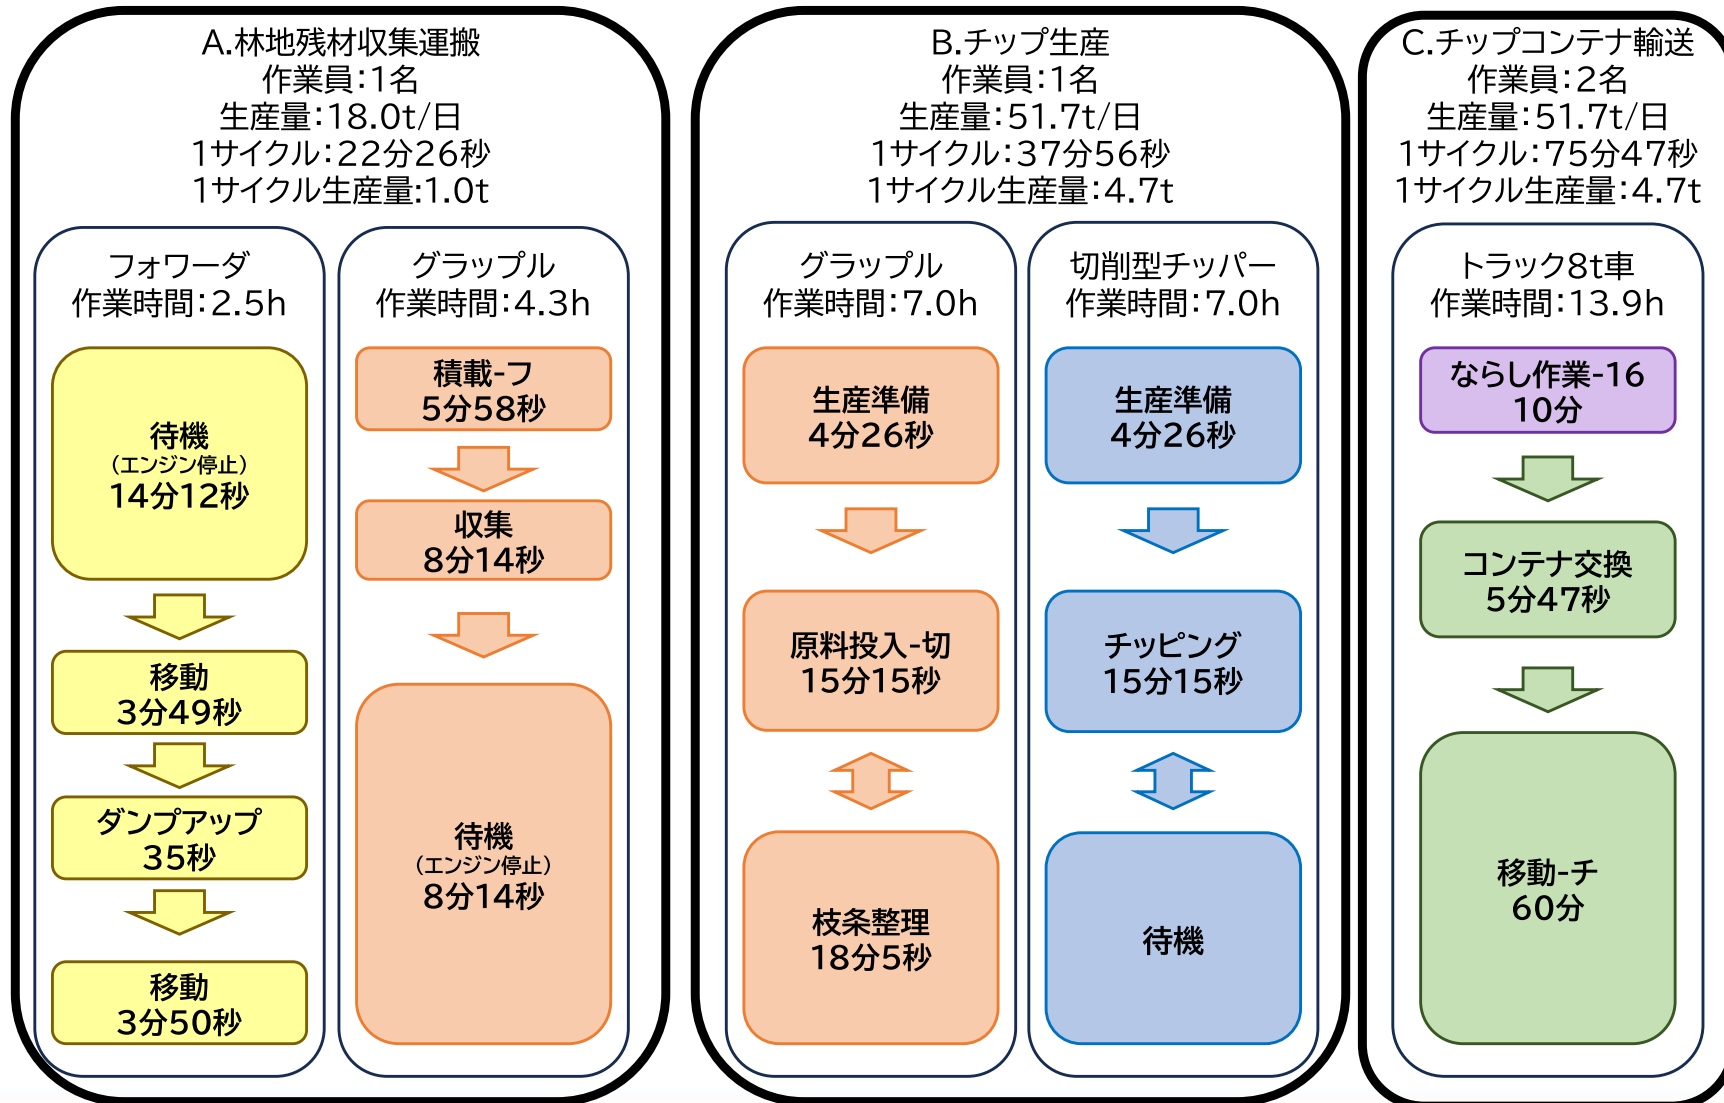 A.林地残材収集運搬
作業員：1名
生産量：18.0t/日
1サイクル：22分26秒
1サイクル生産量:1.0t
フォワーダ
作業時間：2.5h
待機
（エンジン停止）
14分12秒
移動
3分49秒
ダンプアップ
35秒
移動
3分50秒
グラップル
作業時間：4.3h
積載-フ
5分58秒
収集
8分14秒
待機
（エンジン停止）
8分14秒
B.チップ生産
作業員：1名
生産量：51.7t/日
1サイクル：37分56秒
1サイクル生産量：4.7t
グラップル
作業時間：7.0h
生産準備
4分26秒
原料投入-切
15分15秒
枝条整理
18分5秒
切削型チッパー
作業時間：7.0h
生産準備
4分26秒
チッピング
15分15秒
待機
C.チップコンテナ輸送
作業員：2名
生産量：51.7t/日
1サイクル：75分47秒
1サイクル生産量：4.7t
トラック8t車
作業時間：13.9h
ならし作業-16
10分
コンテナ交換
5分47秒
移動-チ
60分